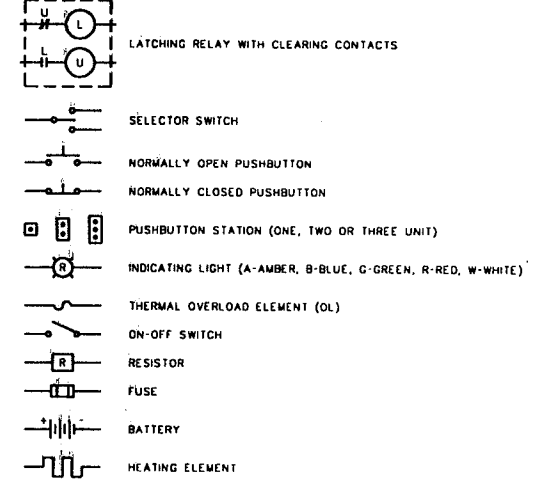 U
L
LATCHING RELAY WITH CLEARING CONTACTS
L
U
SELECTOR SWITCH
NORMALLY OPEN PUSHBUTTON
NORMALLY CLOSED PUSHBUTTON
PUSHBUTTON STATION (ONE, TWO OR THREE UNIT)
R INDICATING LIGHT (A-AMBER, B-BLUE, G-GREEN, R-RED, W-WHITE)
THERMAL OVERLOAD ELEMENT (OL)
ON-OFF SWITCH
R RESISTOR
FUSE
+ - BATTERY
HEATING ELEMENT